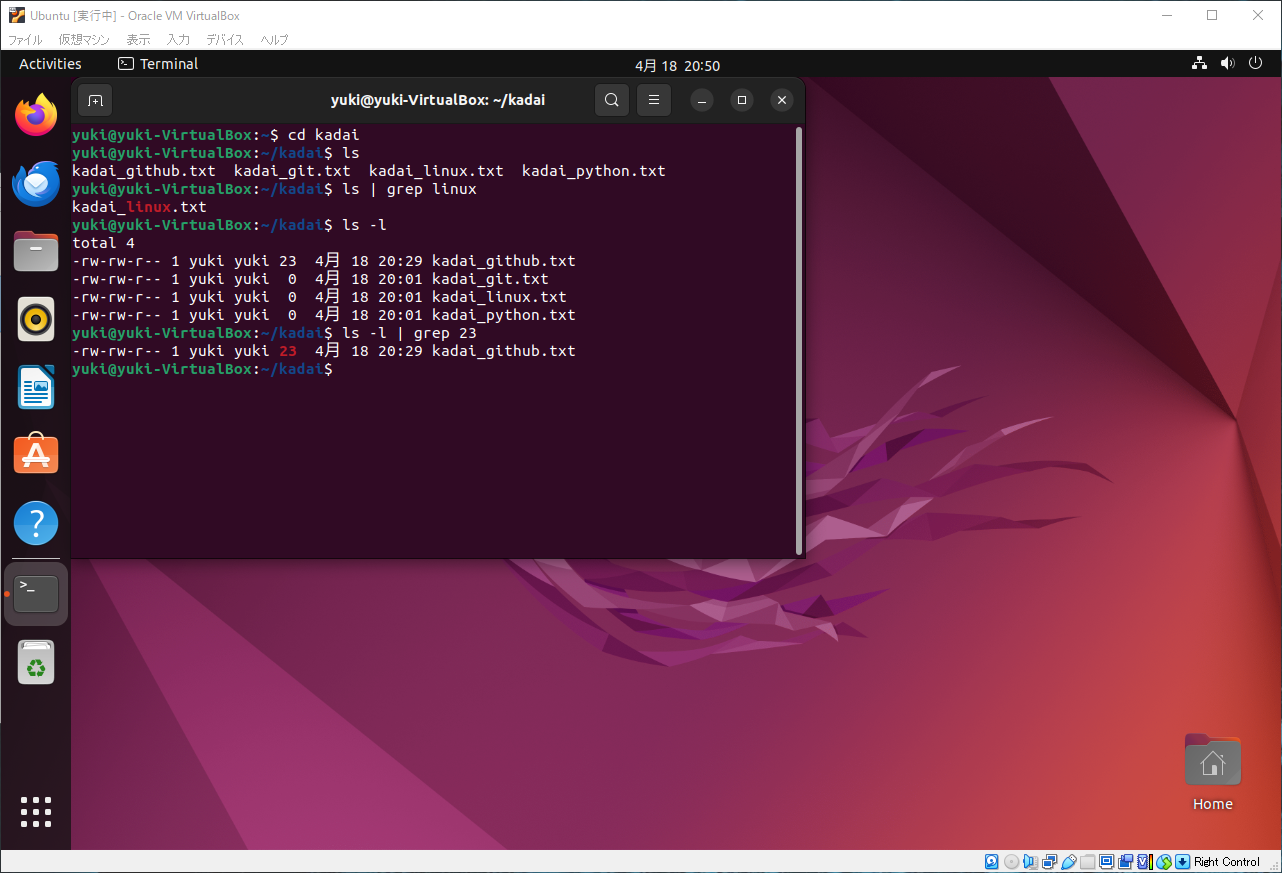 Ubuntu [実行中] - Oracle VM VirtualBox
ファイル 仮想マシン 表示 入力 デバイス ヘルプ
Activities Terminal 4月 18 20:50
yuki@yuki-VirtualBox: ~/kadai
yuki@yuki-VirtualBox:~$ cd kadai
yuki@yuki-VirtualBox:~/kadai$ ls
kadai_github.txt  kadai_git.txt  kadai_linux.txt  kadai_python.txt
yuki@yuki-VirtualBox:~/kadai$ ls | grep linux
kadai_linux.txt
yuki@yuki-VirtualBox:~/kadai$ ls -l
total 4
-rw-rw-r-- 1 yuki yuki 23  4月 18 20:29 kadai_github.txt
-rw-rw-r-- 1 yuki yuki  0  4月 18 20:01 kadai_git.txt
-rw-rw-r-- 1 yuki yuki  0  4月 18 20:01 kadai_linux.txt
-rw-rw-r-- 1 yuki yuki  0  4月 18 20:01 kadai_python.txt
yuki@yuki-VirtualBox:~/kadai$ ls -l | grep 23
-rw-rw-r-- 1 yuki yuki 23  4月 18 20:29 kadai_github.txt
yuki@yuki-VirtualBox:~/kadai$
Home
Right Control